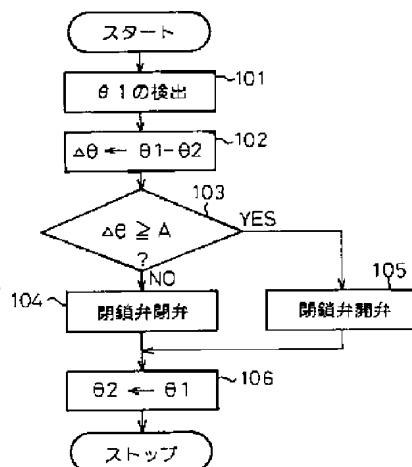 スタート
θ1の検出
101
Δθ ← θ1-θ2
102
103
Δθ ≧ A
?
YES
NO
104
閉鎖弁閉弁
105
閉鎖弁開弁
θ2 ← θ1
106
ストップ